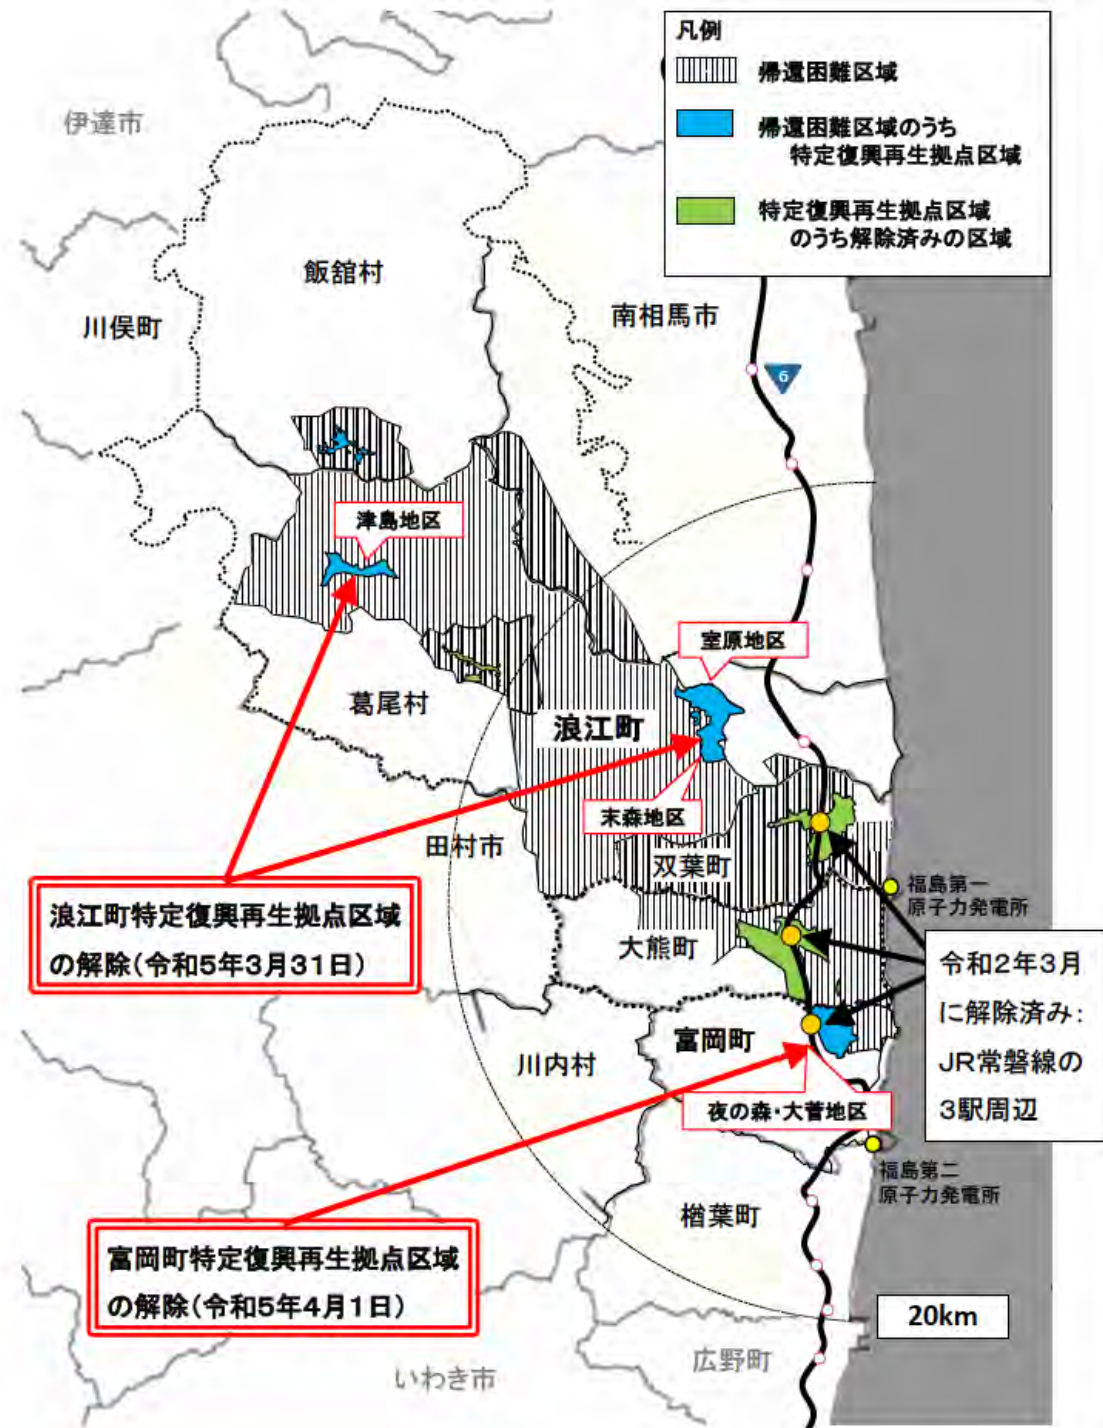 凡例
帰還困難区域
帰還困難区域のうち
特定復興再生拠点区域
特定復興再生拠点区域
のうち解除済みの区域
伊達市
飯舘村
川俣町
南相馬市
6
津島地区
室原地区
葛尾村
浪江町
末森地区
田村市
双葉町
福島第一
原子力発電所
浪江町特定復興再生拠点区域
の解除(令和5年3月31日)
大熊町
令和2年3月
に解除済み:
JR常磐線の
3駅周辺
富岡町
川内村
夜の森・大菅地区
福島第二
原子力発電所
楢葉町
富岡町特定復興再生拠点区域
の解除(令和5年4月1日)
20km
広野町
いわき市